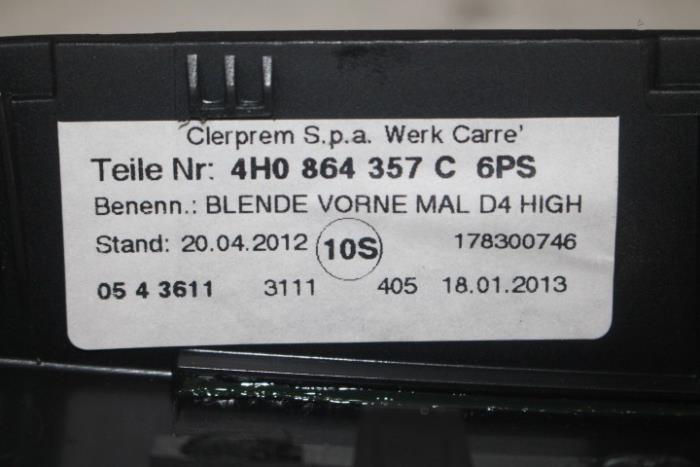 Clerprem S.p.a. Werk Carre'
Teile Nr: 4H0 864 357 C 6PS
Benenn.: BLENDE VORNE MAL D4 HIGH
Stand: 20.04.2012 10S 178300746
05 4 3611 3111 405 18.01.2013